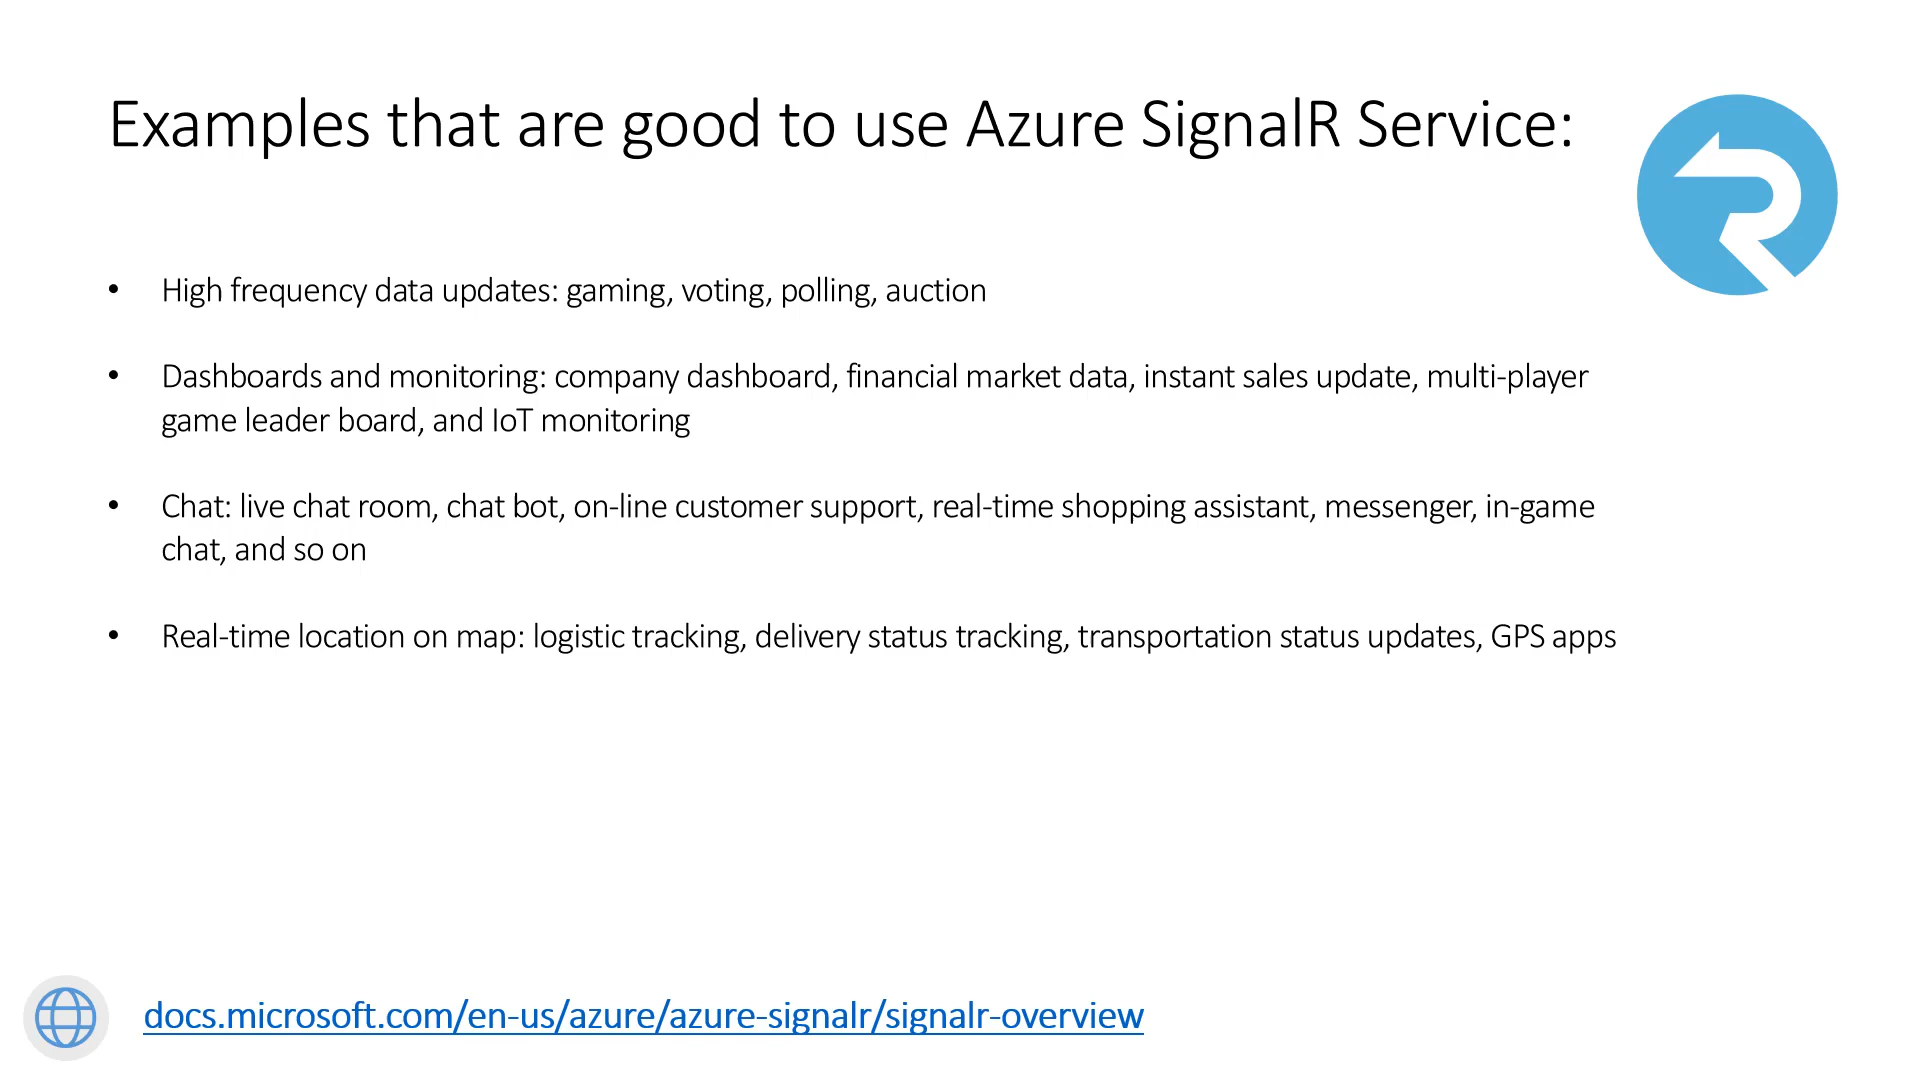 Examples that are good to use Azure SignalR Service:
• High frequency data updates: gaming, voting, polling, auction
• Dashboards and monitoring: company dashboard, financial market data, instant sales update, multi-player
game leader board, and IoT monitoring
• Chat: live chat room, chat bot, on-line customer support, real-time shopping assistant, messenger, in-game
chat, and so on
• Real-time location on map: logistic tracking, delivery status tracking, transportation status updates, GPS apps
docs.microsoft.com/en-us/azure/azure-signalr/signalr-overview